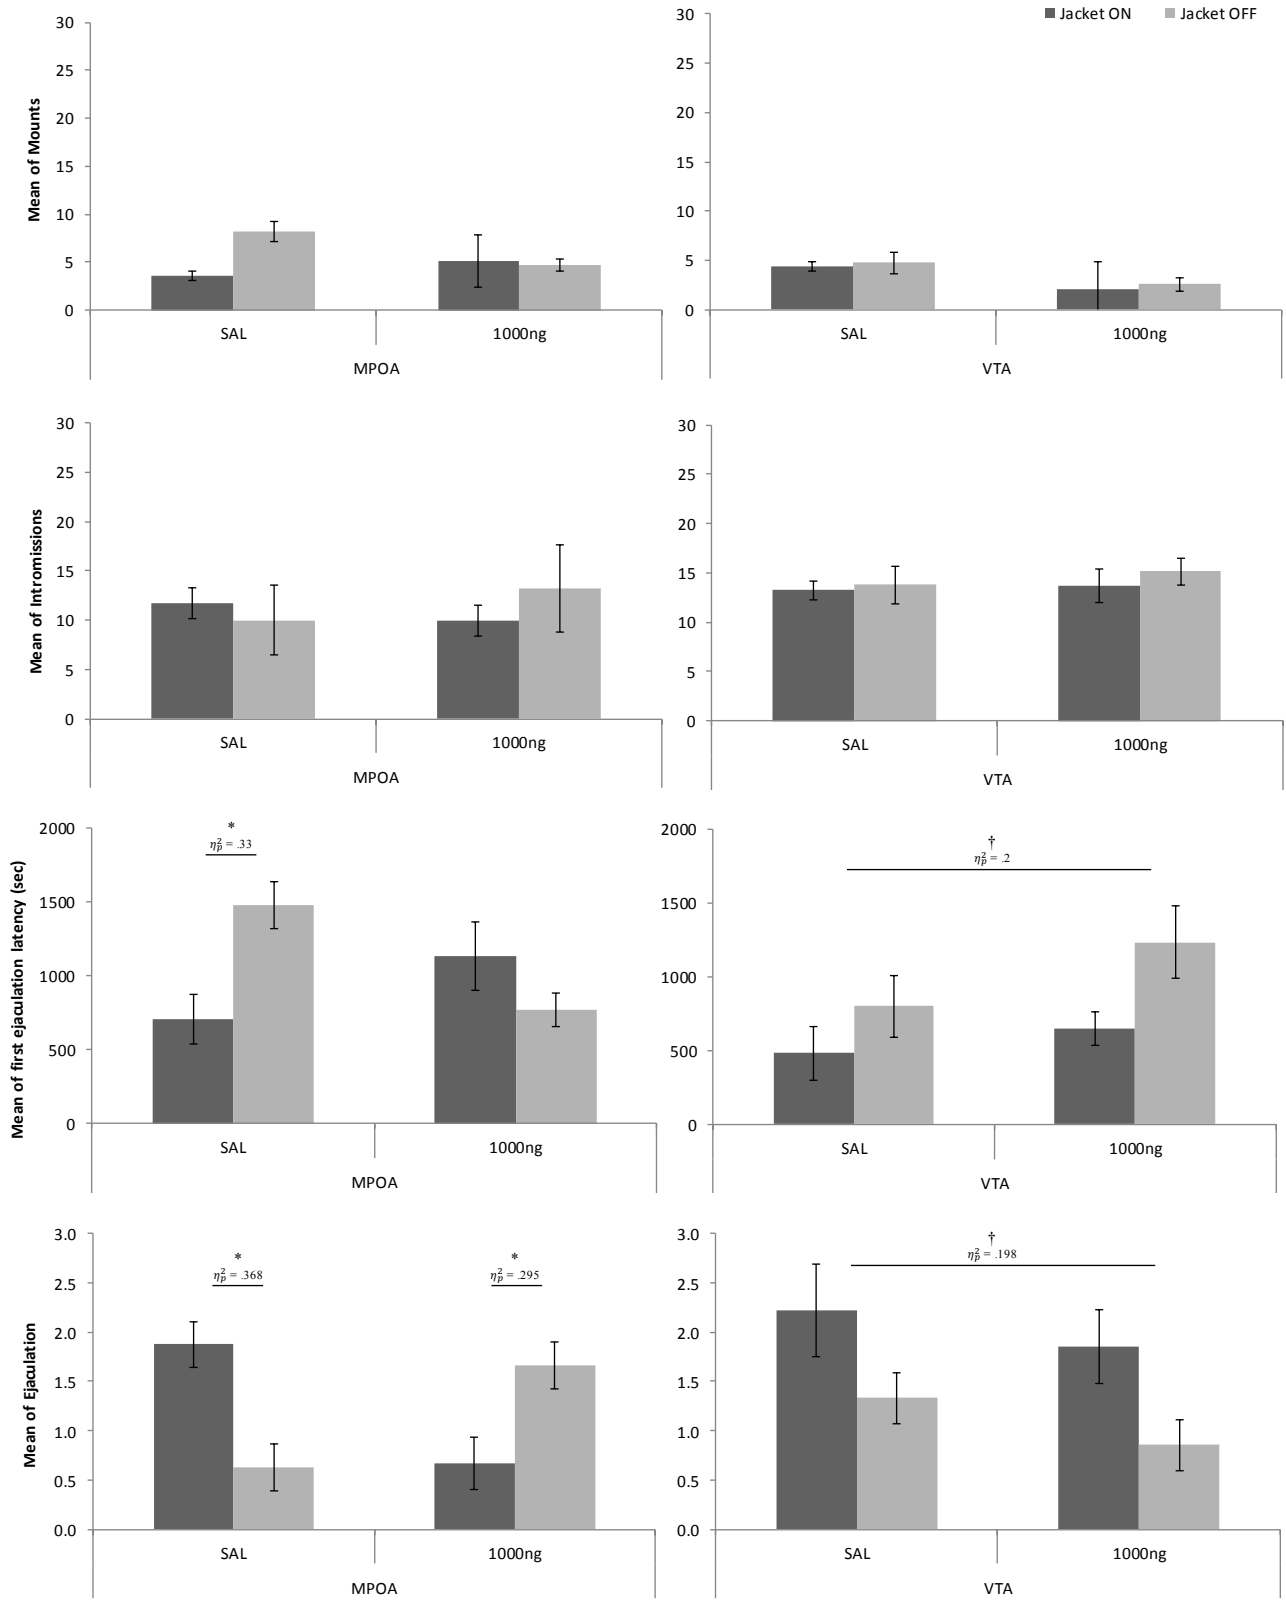 Jacket ON Jacket OFF
Mean of Mounts
30
25
20
15
10
5
0
SAL 1000ng
MPOA
30
25
20
15
10
5
0
SAL 1000ng
VTA
Mean of Intromissions
30
25
20
15
10
5
0
SAL 1000ng
MPOA
30
25
20
15
10
5
0
SAL 1000ng
VTA
Mean of first ejaculation latency (sec)
2000
1500
1000
500
0
*
η²ₚ = .33
SAL 1000ng
MPOA
2000
1500
1000
500
0
†
η²ₚ = .2
SAL 1000ng
VTA
Mean of Ejaculation
3.0
2.5
2.0
1.5
1.0
0.5
0.0
* *
η²ₚ = .368 η²ₚ = .295
SAL 1000ng
MPOA
3.0
2.5
2.0
1.5
1.0
0.5
0.0
†
η²ₚ = .198
SAL 1000ng
VTA